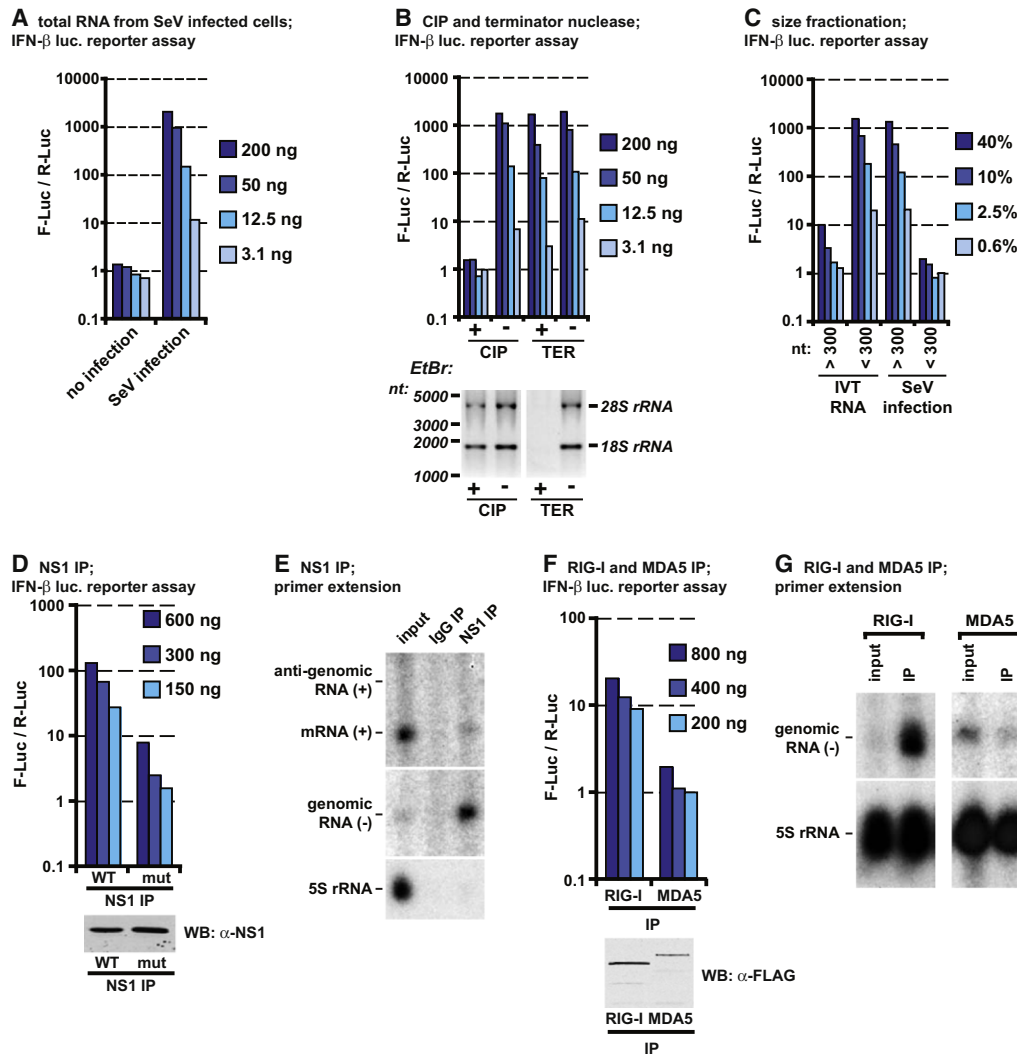 A total RNA from SeV infected cells;
IFN-β luc. reporter assay
10000
1000
100
10
1
0.1
F-Luc / R-Luc
200 ng
50 ng
12.5 ng
3.1 ng
no infection
SeV infection
B CIP and terminator nuclease;
IFN-β luc. reporter assay
10000
1000
100
10
1
0.1
F-Luc / R-Luc
200 ng
50 ng
12.5 ng
3.1 ng
+ - + -
CIP TER
EtBr:
nt:
5000
3000
2000
1000
28S rRNA
18S rRNA
+ - + -
CIP TER
C size fractionation;
IFN-β luc. reporter assay
10000
1000
100
10
1
0.1
F-Luc / R-Luc
40%
10%
2.5%
0.6%
nt: > 300 < 300 > 300 < 300
IVT SeV
RNA infection
D NS1 IP;
IFN-β luc. reporter assay
1000
100
10
1
0.1
F-Luc / R-Luc
600 ng
300 ng
150 ng
WT mut
NS1 IP
WB: α-NS1
WT mut
NS1 IP
E NS1 IP;
primer extension
input IgG IP NS1 IP
anti-genomic
RNA (+)
mRNA (+)
genomic
RNA (-)
5S rRNA
F RIG-I and MDA5 IP;
IFN-β luc. reporter assay
100
10
1
0.1
F-Luc / R-Luc
800 ng
400 ng
200 ng
RIG-I MDA5
IP
WB: α-FLAG
RIG-I MDA5
IP
G RIG-I and MDA5 IP;
primer extension
RIG-I MDA5
input IP input IP
genomic
RNA (-)
5S rRNA